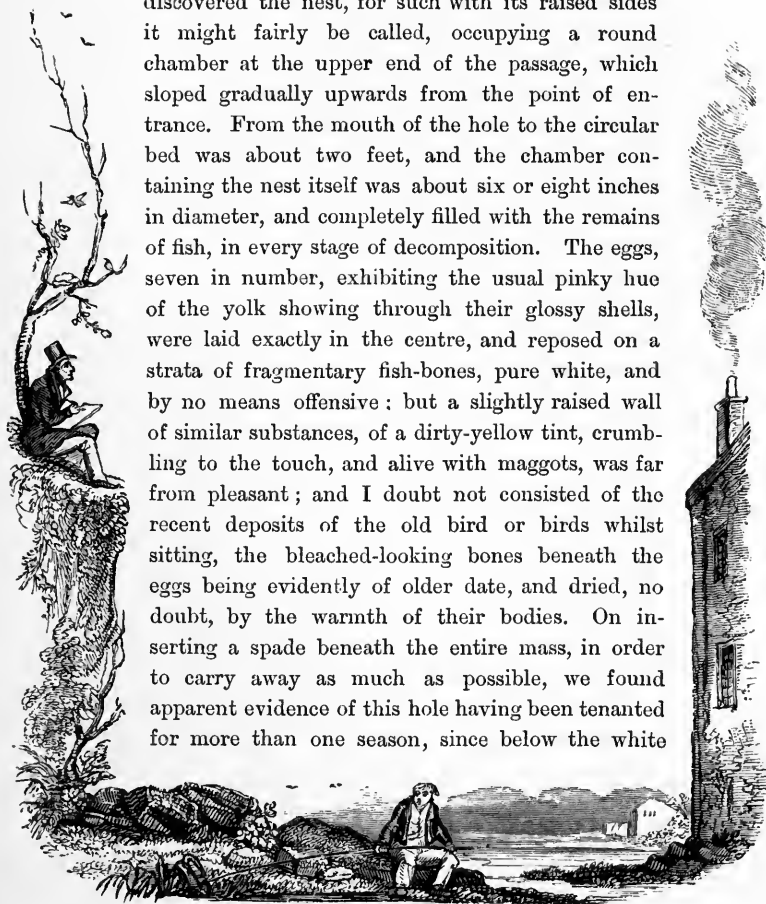 discovered the nest, for such with its raised sides
it might fairly be called, occupying a round
chamber at the upper end of the passage, which
sloped gradually upwards from the point of en-
trance. From the mouth of the hole to the circular
bed was about two feet, and the chamber con-
taining the nest itself was about six or eight inches
in diameter, and completely filled with the remains
of fish, in every stage of decomposition. The eggs,
seven in number, exhibiting the usual pinky hue
of the yolk showing through their glossy shells,
were laid exactly in the centre, and reposed on a
strata of fragmentary fish-bones, pure white, and
by no means offensive ; but a slightly raised wall
of similar substances, of a dirty-yellow tint, crumb-
ling to the touch, and alive with maggots, was far
from pleasant ; and I doubt not consisted of the
recent deposits of the old bird or birds whilst
sitting, the bleached-looking bones beneath the
eggs being evidently of older date, and dried, no
doubt, by the warmth of their bodies. On in-
serting a spade beneath the entire mass, in order
to carry away as much as possible, we found
apparent evidence of this hole having been tenanted
for more than one season, since below the white